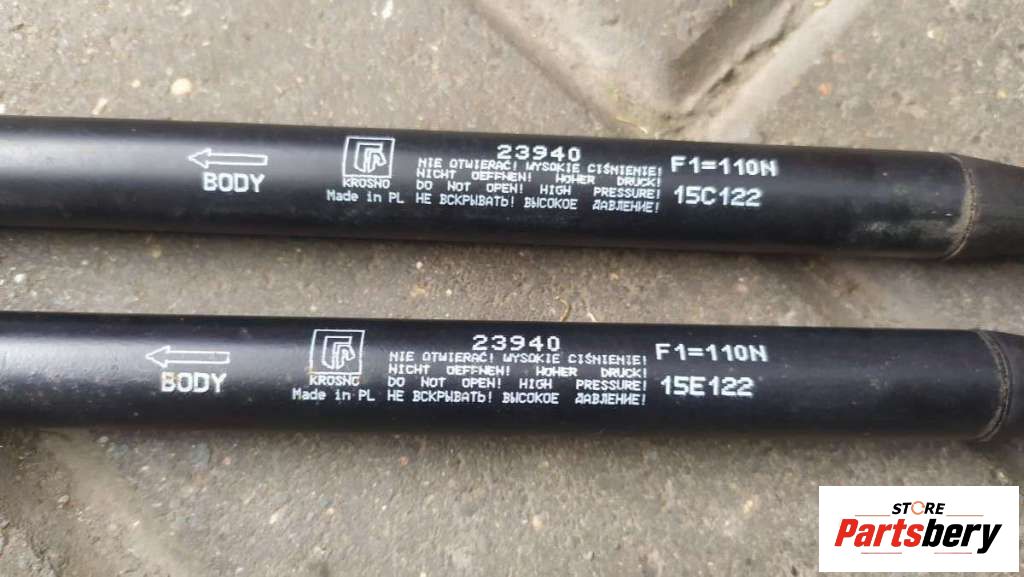 BODY
KROSNO
Made in PL
23940
NIE OTWIERAĆ! WYSOKIE CIŚNIENIE!
NICHT OEFFNEN! HOHER DRUCK!
DO NOT OPEN! HIGH PRESSURE!
НЕ ВСКРЫВАТЬ! ВЫСОКОЕ ДАВЛЕНИЕ!
F1=110N
15C122
BODY
KROSNO
Made in PL
23940
NIE OTWIERAĆ! WYSOKIE CIŚNIENIE!
NICHT OEFFNEN! HOHER DRUCK!
DO NOT OPEN! HIGH PRESSURE!
НЕ ВСКРЫВАТЬ! ВЫСОКОЕ ДАВЛЕНИЕ!
F1=110N
15E122
STORE
Partsbery